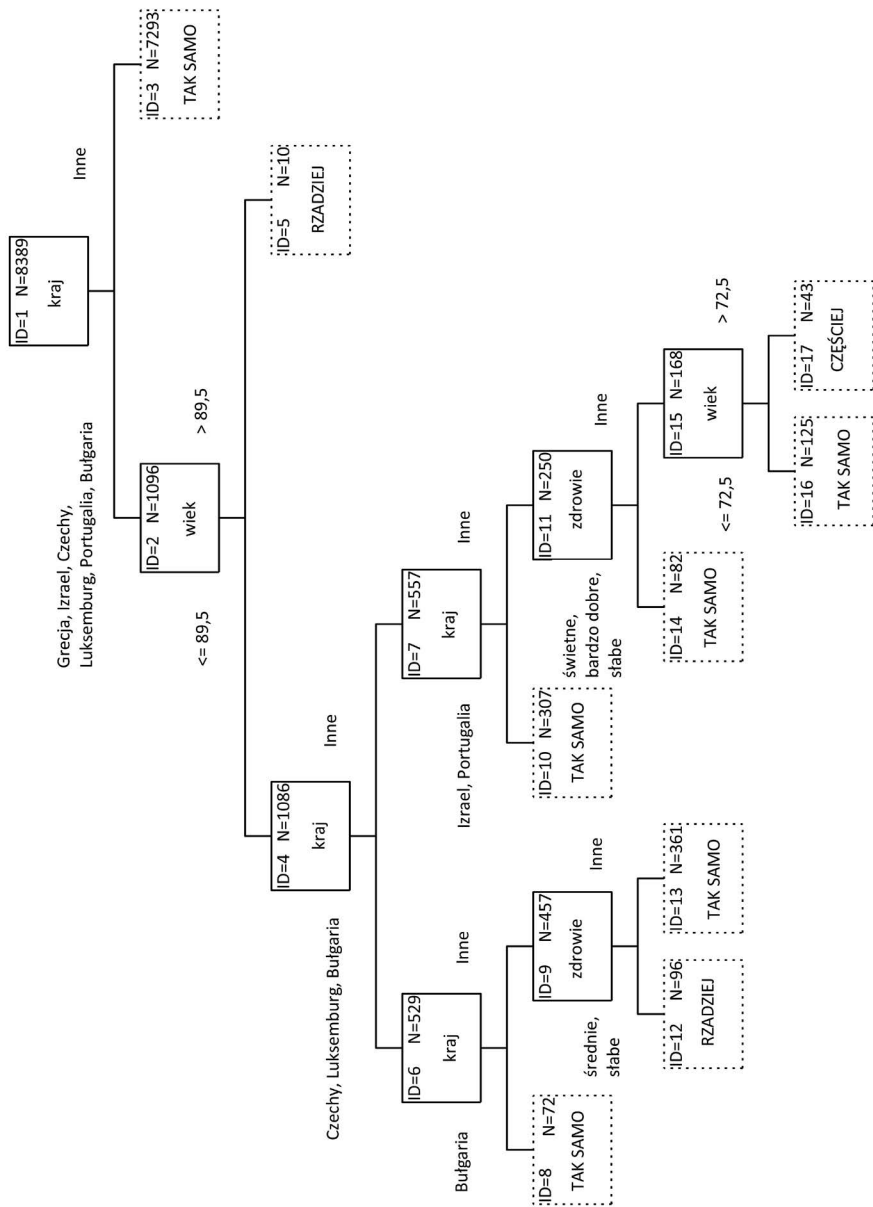 ID=1 N=8389
kraj
Grecja, Izrael, Czechy,
Luksemburg, Portugalia, Bułgaria
Inne
ID=2 N=1096
wiek
ID=3 N=7293
TAK SAMO
<= 89,5
> 89,5
ID=4 N=1086
kraj
ID=5 N=10
RZADZIEJ
Czechy, Luksemburg, Bułgaria
Inne
ID=6 N=529
kraj
ID=7 N=557
kraj
Bułgaria
Inne
Izrael, Portugalia
Inne
ID=8 N=72
TAK SAMO
ID=9 N=457
zdrowie
ID=10 N=307
TAK SAMO
ID=11 N=250
zdrowie
średnie,
słabe
Inne
świetne,
bardzo dobre,
słabe
Inne
ID=12 N=96
RZADZIEJ
ID=13 N=361
TAK SAMO
ID=14 N=82
TAK SAMO
ID=15 N=168
wiek
<= 72,5
> 72,5
ID=16 N=125
TAK SAMO
ID=17 N=43
CZĘŚCIEJ